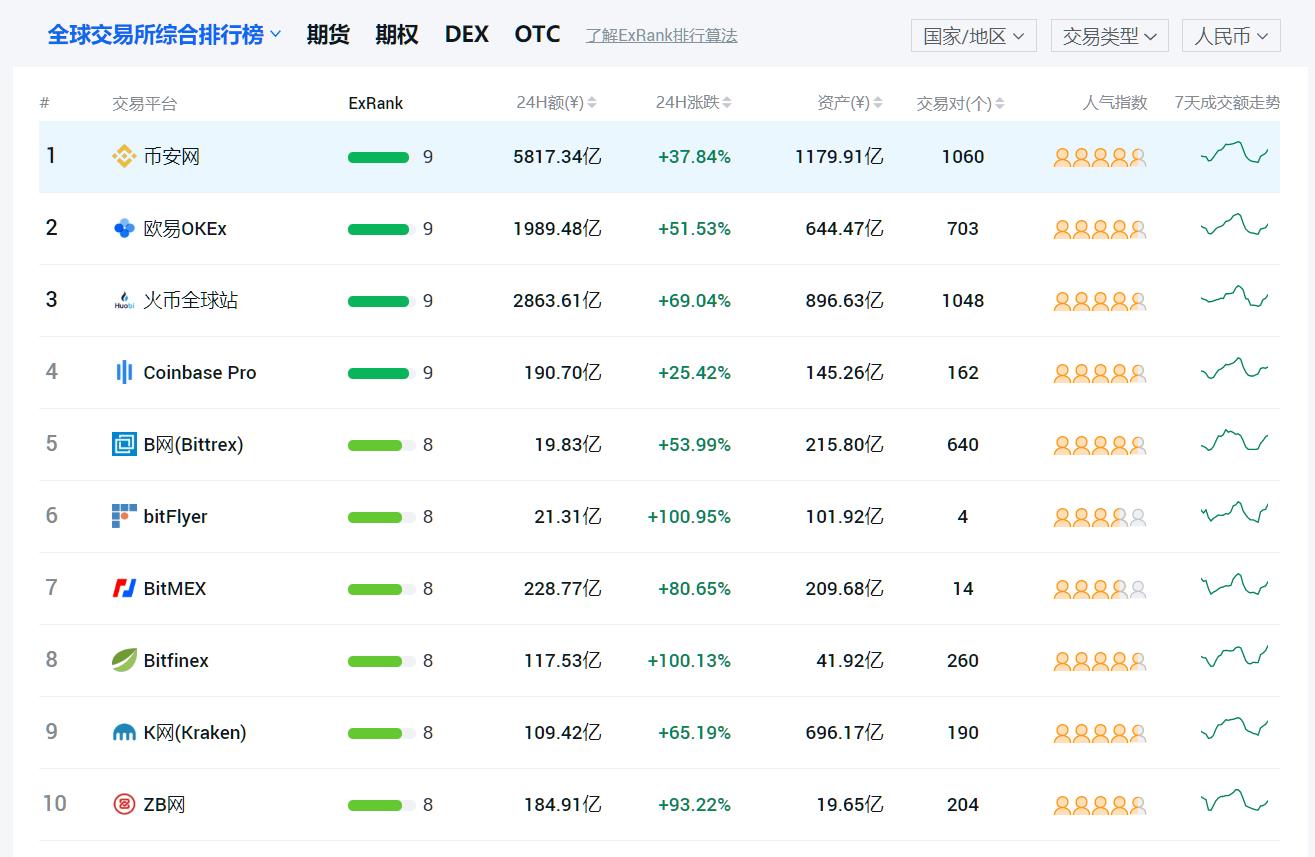 全球交易所综合排行榜 期货 期权 DEX OTC 了解ExRank排行算法 国家/地区 交易类型 人民币
# 交易平台 ExRank 24H额(¥) 24H涨跌 资产(¥) 交易对(个) 人气指数 7天成交额走势
1 币安网 9 5817.34亿 +37.84% 1179.91亿 1060
2 欧易OKEx 9 1989.48亿 +51.53% 644.47亿 703
3 Huobi 火币全球站 9 2863.61亿 +69.04% 896.63亿 1048
4 Coinbase Pro 9 190.70亿 +25.42% 145.26亿 162
5 B网(Bittrex) 8 19.83亿 +53.99% 215.80亿 640
6 bitFlyer 8 21.31亿 +100.95% 101.92亿 4
7 BitMEX 8 228.77亿 +80.65% 209.68亿 14
8 Bitfinex 8 117.53亿 +100.13% 41.92亿 260
9 K网(Kraken) 8 109.42亿 +65.19% 696.17亿 190
10 ZB网 8 184.91亿 +93.22% 19.65亿 204